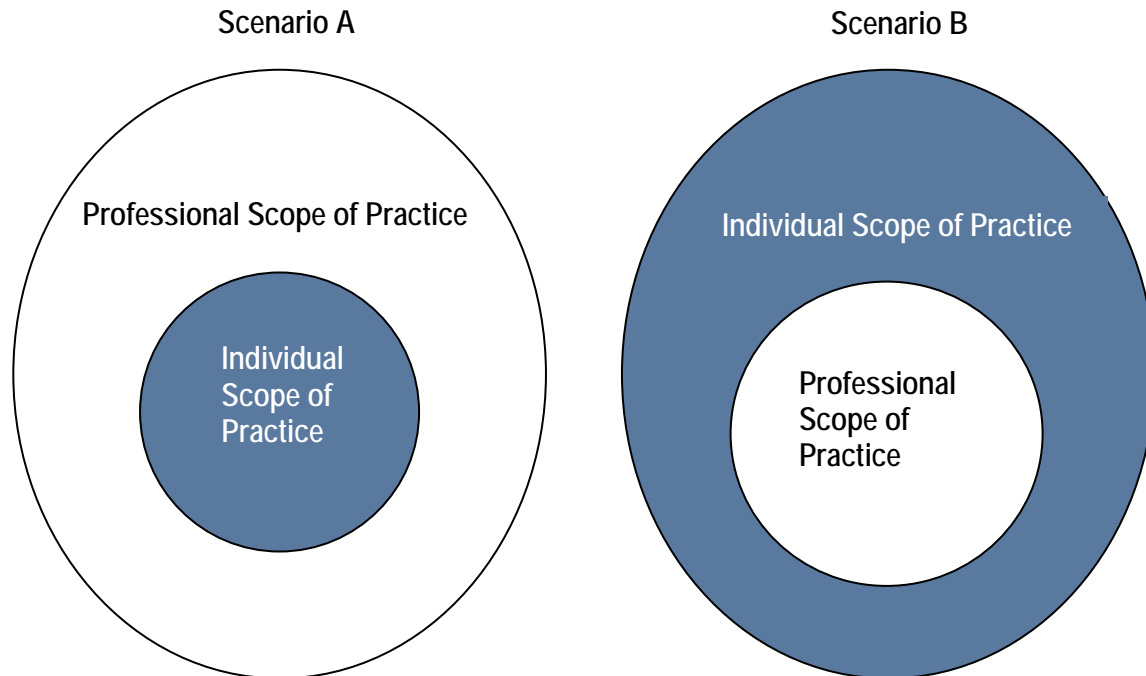 Scenario A
Professional Scope of Practice
Individual
Scope of
Practice
Scenario B
Individual Scope of Practice
Professional
Scope of
Practice